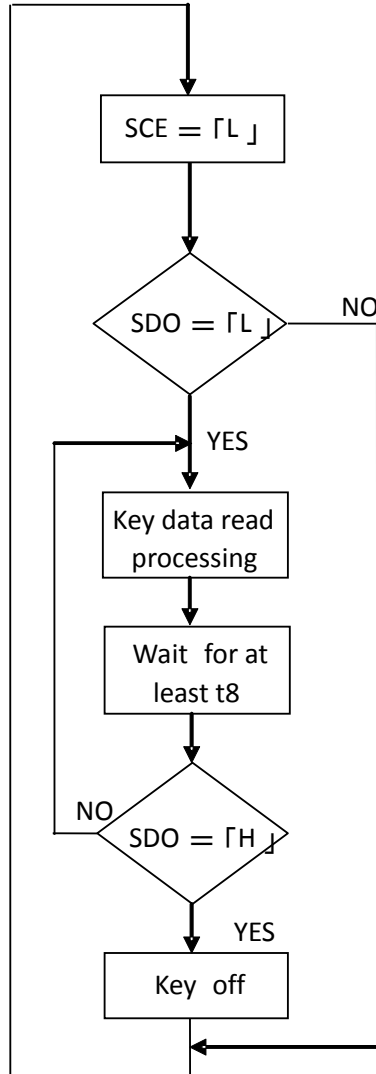 SCE = ｢L｣
SDO = ｢L｣
NO
YES
Key data read
processing
Wait for at
least t8
NO
SDO = ｢H｣
YES
Key off